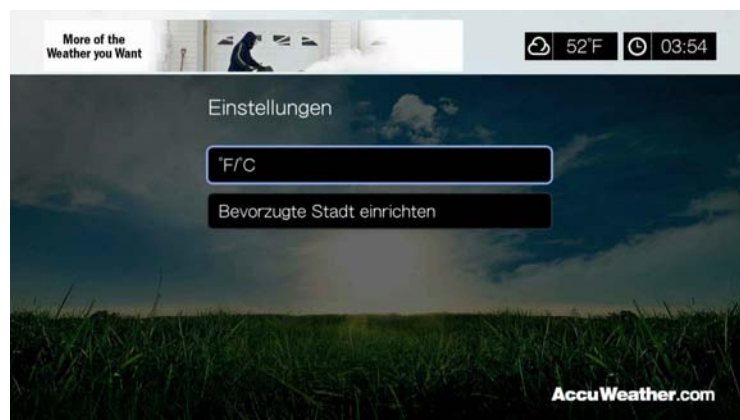 More of the
Weather you Want
52°F
03:54
Einstellungen
°F/°C
Bevorzugte Stadt einrichten
AccuWeather.com